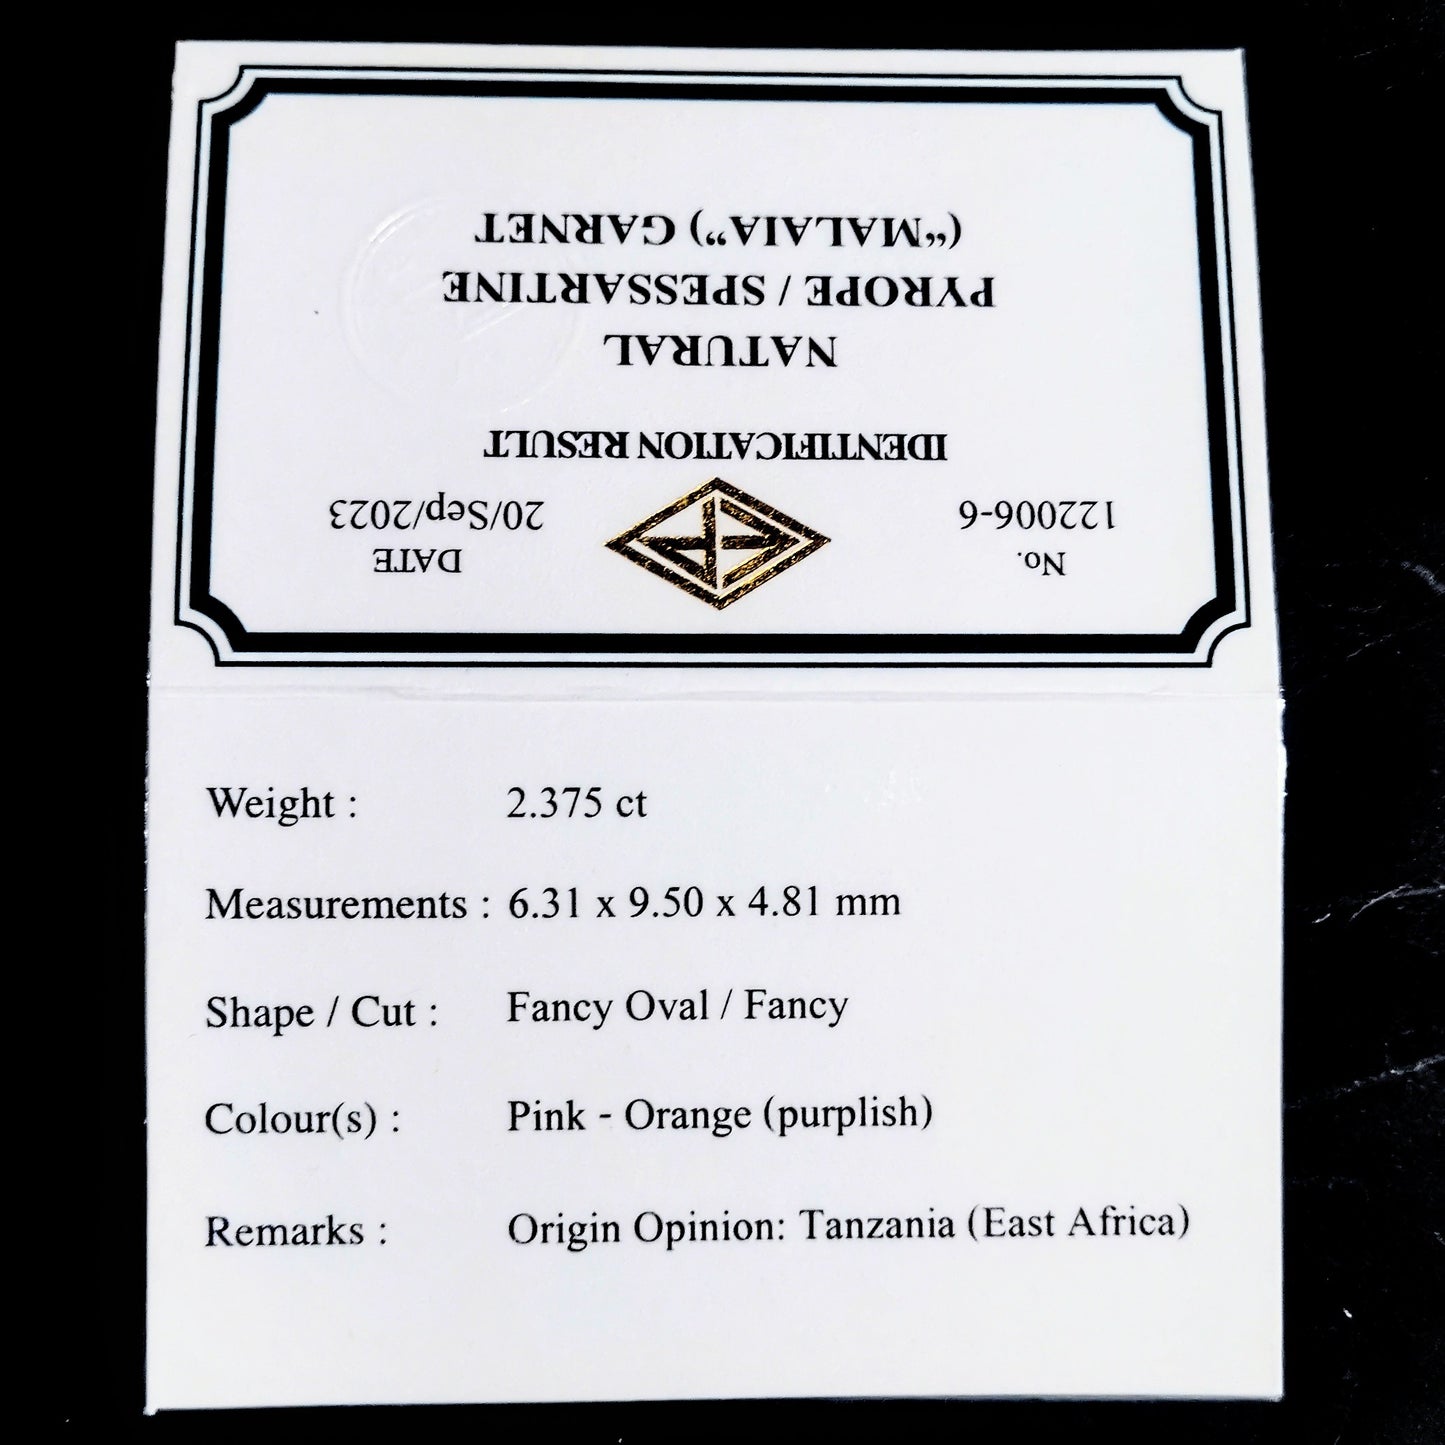 No.
122006-6
DATE
20/Sep/2023
IDENTIFICATION RESULT
NATURAL
PYROPE / SPESSARTINE
(“MALAIA”) GARNET
Weight : 2.375 ct
Measurements : 6.31 x 9.50 x 4.81 mm
Shape / Cut : Fancy Oval / Fancy
Colour(s) : Pink - Orange (purplish)
Remarks : Origin Opinion: Tanzania (East Africa)